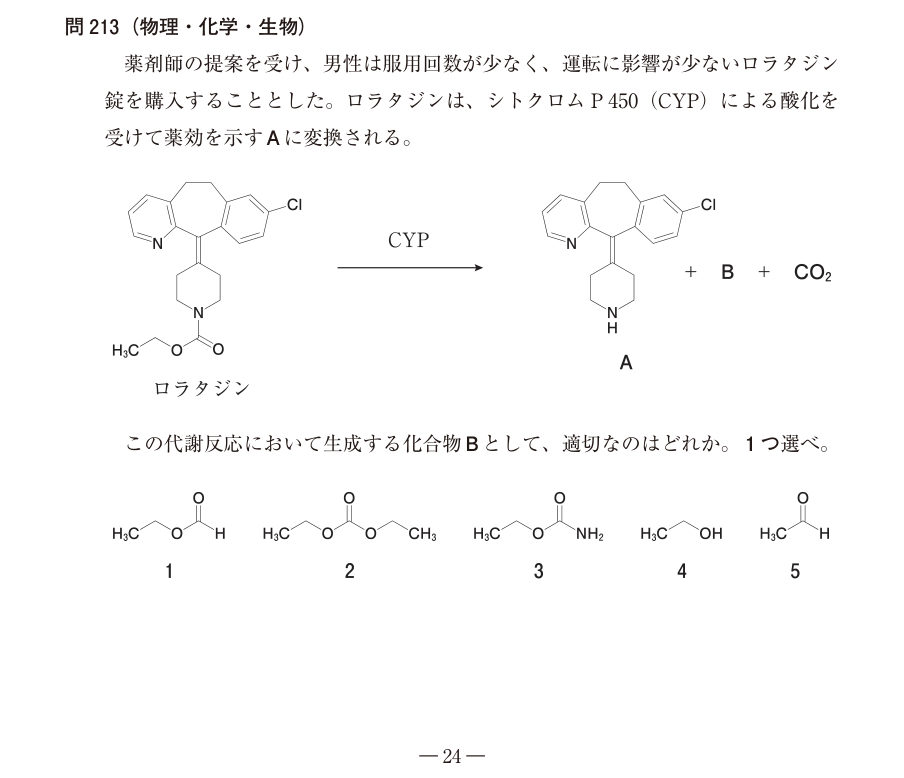 問 213（物理・化学・生物）
薬剤師の提案を受け、男性は服用回数が少なく、運転に影響が少ないロラタジン
錠を購入することとした。ロラタジンは、シトクロム P 450（CYP）による酸化を
受けて薬効を示す A に変換される。
Cl
N
N
H₃C
O
O
ロラタジン
CYP
Cl
N
N
H
A
+ B + CO₂
この代謝反応において生成する化合物 B として、適切なのはどれか。1 つ選べ。
H₃C O O H
H₃C O O O CH₃
H₃C O O NH₂
H₃C OH
H₃C O H
1 2 3 4 5
— 24 —